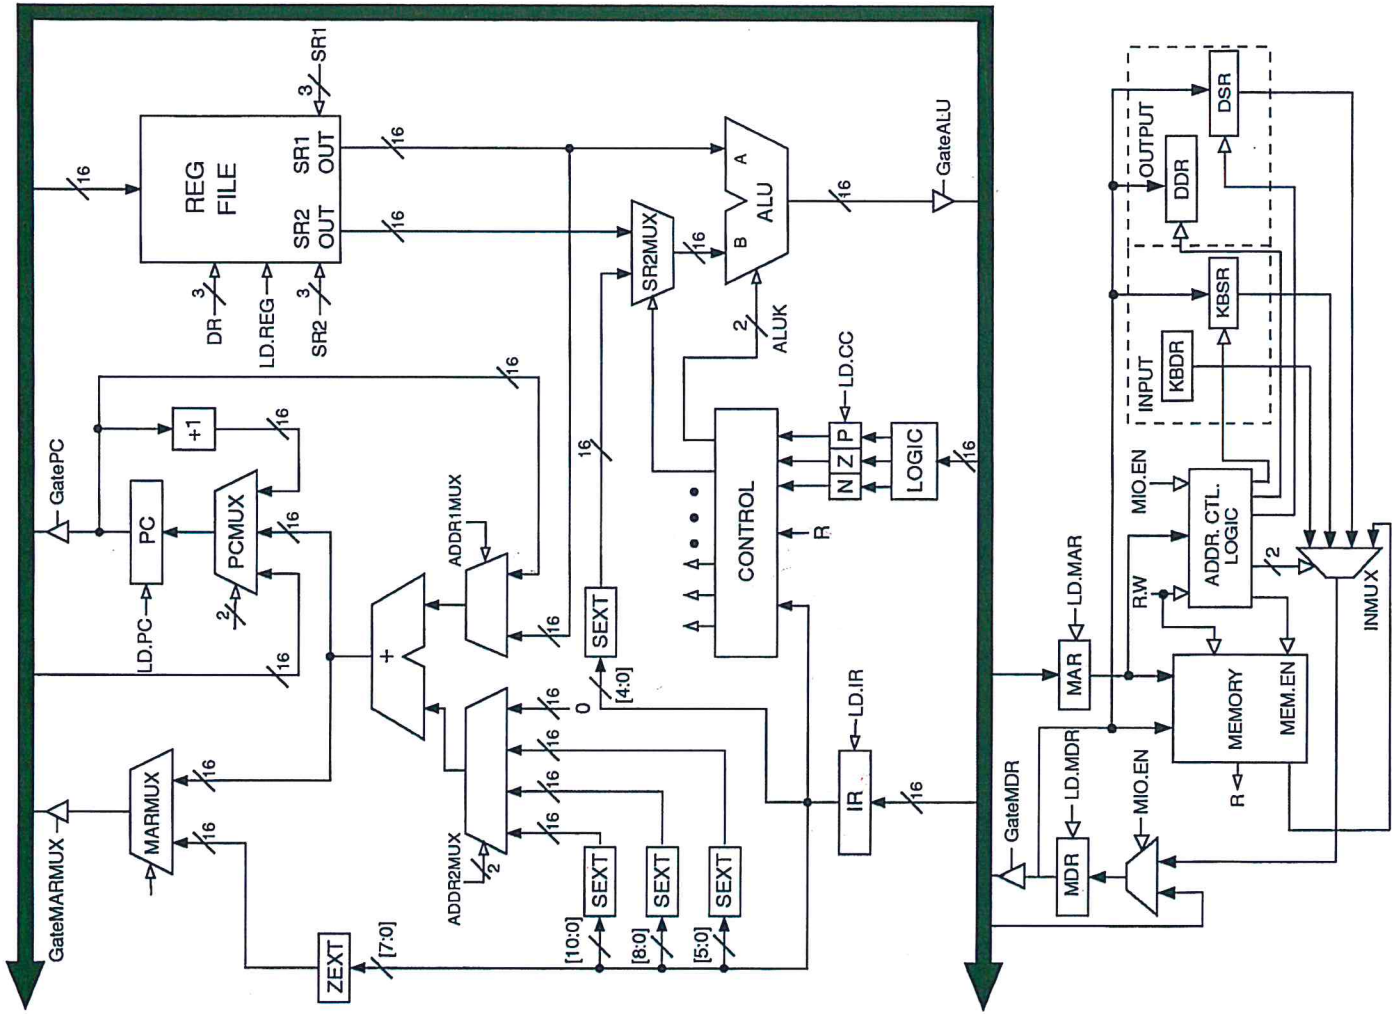 GateMARMUX
GatePC
MARMUX
16
16
ZEXT
[7:0]
LD.PC
PC
+1
2
PCMUX
16
16
16
REG
FILE
16
DR
3
LD.REG
SR2
3
SR2
OUT
SR1
OUT
3
SR1
16
16
+
16
ADDR2MUX
2
ADDR1MUX
16
16
16
16
0
16
[10:0]
SEXT
[8:0]
SEXT
[5:0]
SEXT
[4:0]
SEXT
16
SR2MUX
16
B
A
ALU
2
ALUK
CONTROL
R
N
Z
P
LD.CC
LOGIC
16
IR
LD.IR
16
16
GateALU
GateMDR
MDR
LD.MDR
MIO.EN
MAR
LD.MAR
R
MEMORY
MEM.EN
R.W
MIO.EN
ADDR. CTL.
LOGIC
2
INMUX
INPUT
KBDR
KBSR
OUTPUT
DDR
DSR